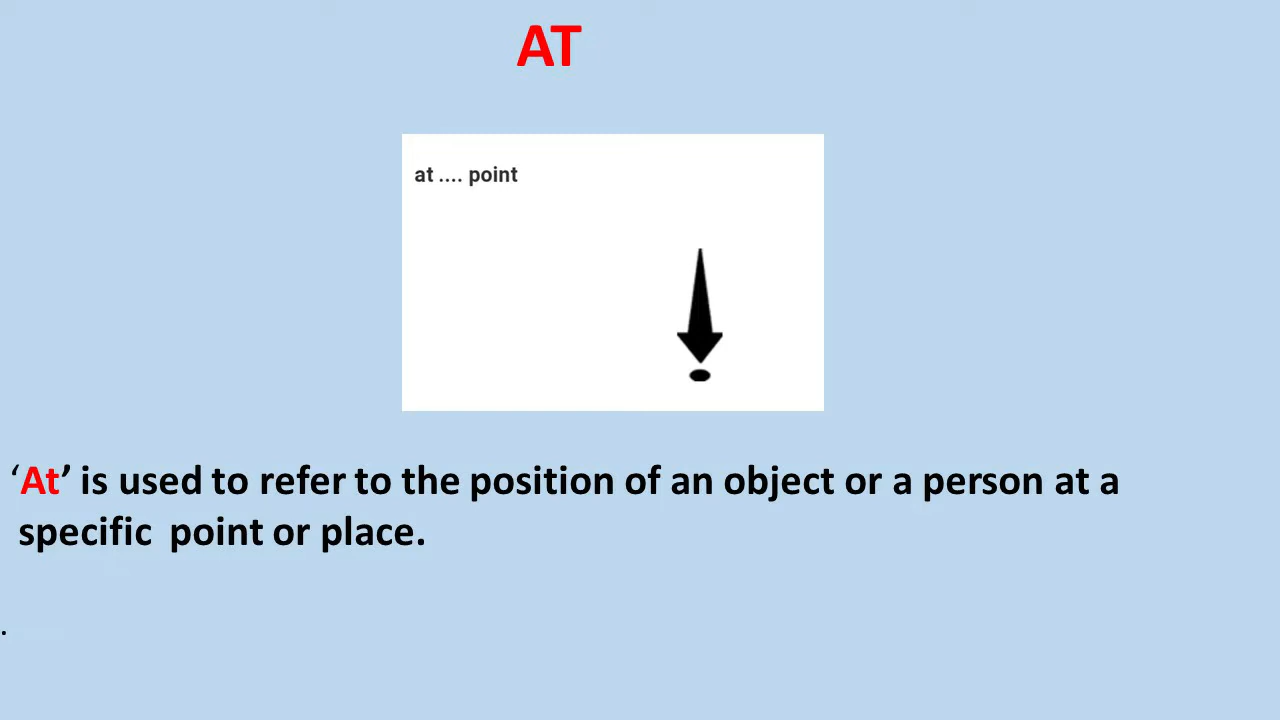 AT
at .... point
‘At’ is used to refer to the position of an object or a person at a
specific  point or place.
.